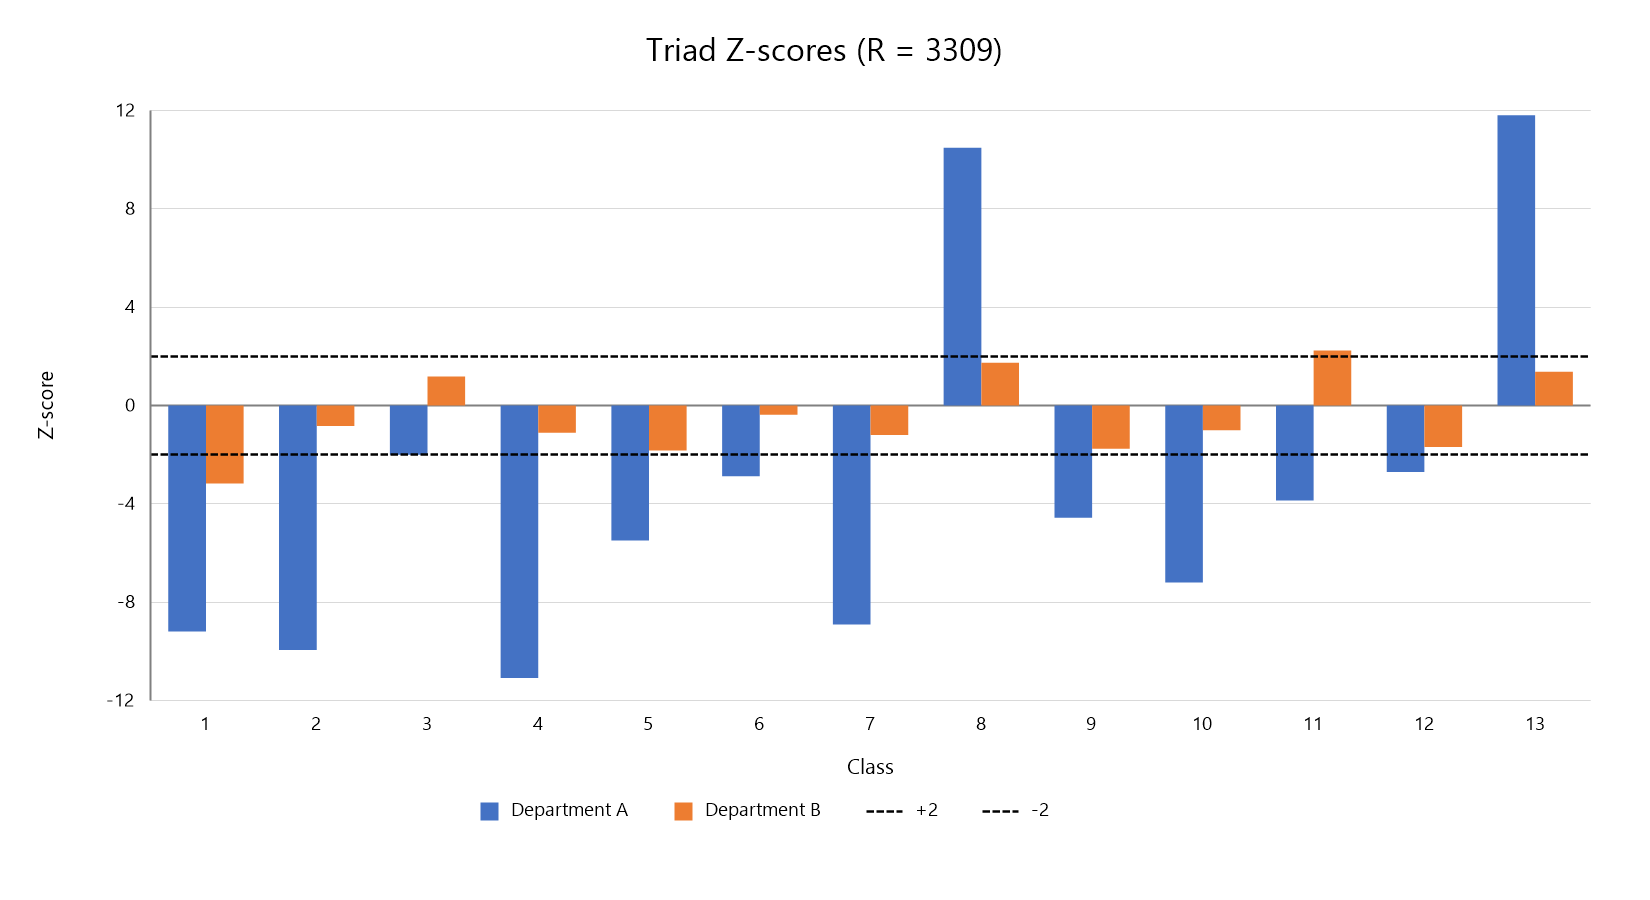 Triad Z-scores (R = 3309)
12
8
4
0
-4
-8
-12
Z-score
1 2 3 4 5 6 7 8 9 10 11 12 13
Class
Department A Department B +2 -2